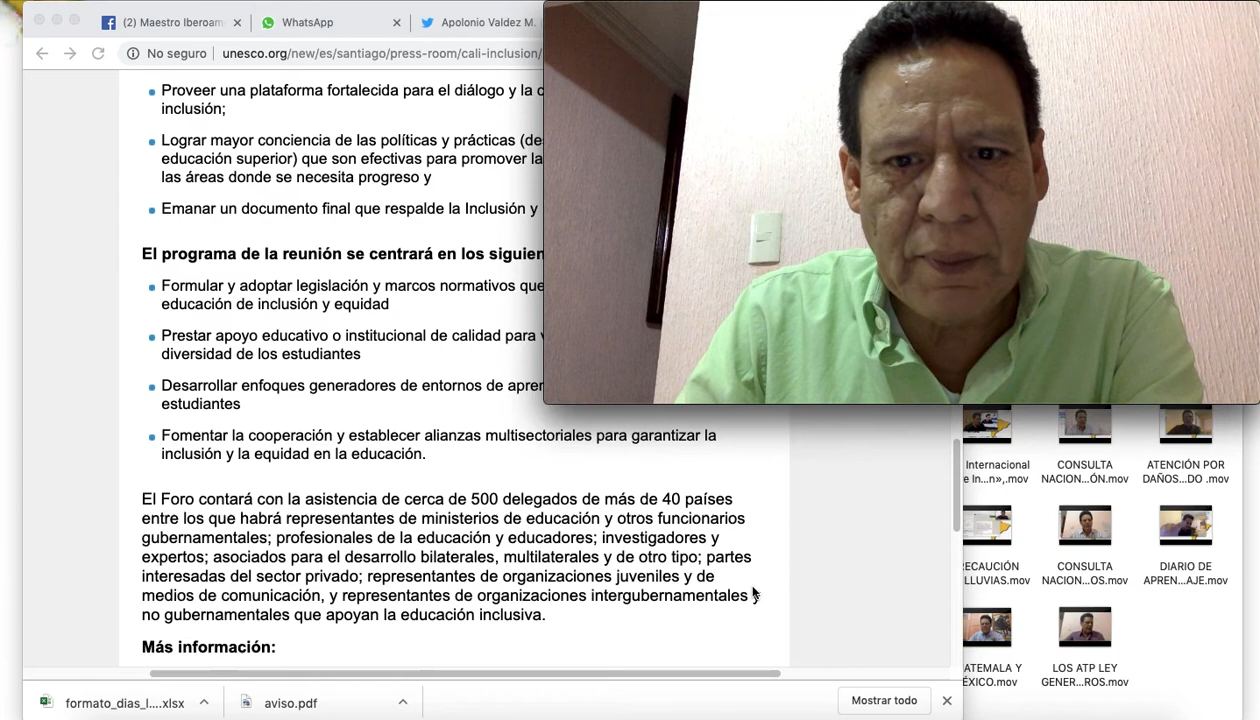 (2) Maestro Iberoam
WhatsApp
Apolonio Valdez M.
No seguro
unesco.org/new/es/santiago/press-room/cali-inclusion/
Proveer una plataforma fortalecida para el diálogo y la
inclusión;
Lograr mayor conciencia de las políticas y prácticas
educación superior) que son efectivas para promover la
las áreas donde se necesita progreso y
Emanar un documento final que respalde la Inclusión y
El programa de la reunión se centrará en los
Formular y adoptar legislación y marcos normativos que
educación de inclusión y equidad
Prestar apoyo educativo o institucional de calidad para
diversidad de los estudiantes
Desarrollar enfoques generadores de entornos de
estudiantes
Fomentar la cooperación y establecer alianzas multisectoriales para garantizar la
inclusión y la equidad en la educación.
El Foro contará con la asistencia de cerca de 500 delegados de más de 40 países
entre los que habrá representantes de ministerios de educación y otros funcionarios
gubernamentales; profesionales de la educación y educadores; investigadores y
expertos; asociados para el desarrollo bilaterales, multilaterales y de otro tipo; partes
interesadas del sector privado; representantes de organizaciones juveniles y de
medios de comunicación, y representantes de organizaciones intergubernamentales y
no gubernamentales que apoyan la educación inclusiva.
Más información:
Internacional
e In...n»,.mov
CONSULTA
NACION...ÓN.mov
ATENCIÓN POR
DAÑOS...DO .mov
RECAUCIÓN
LLUVIAS.mov
CONSULTA
NACION...OS.mov
DIARIO DE
APREN...AJE.mov
ATEMALA Y
ÉXICO.mov
LOS ATP LEY
GENER...ROS.mov
formato_dias_l....xlsx
aviso.pdf
Mostrar todo